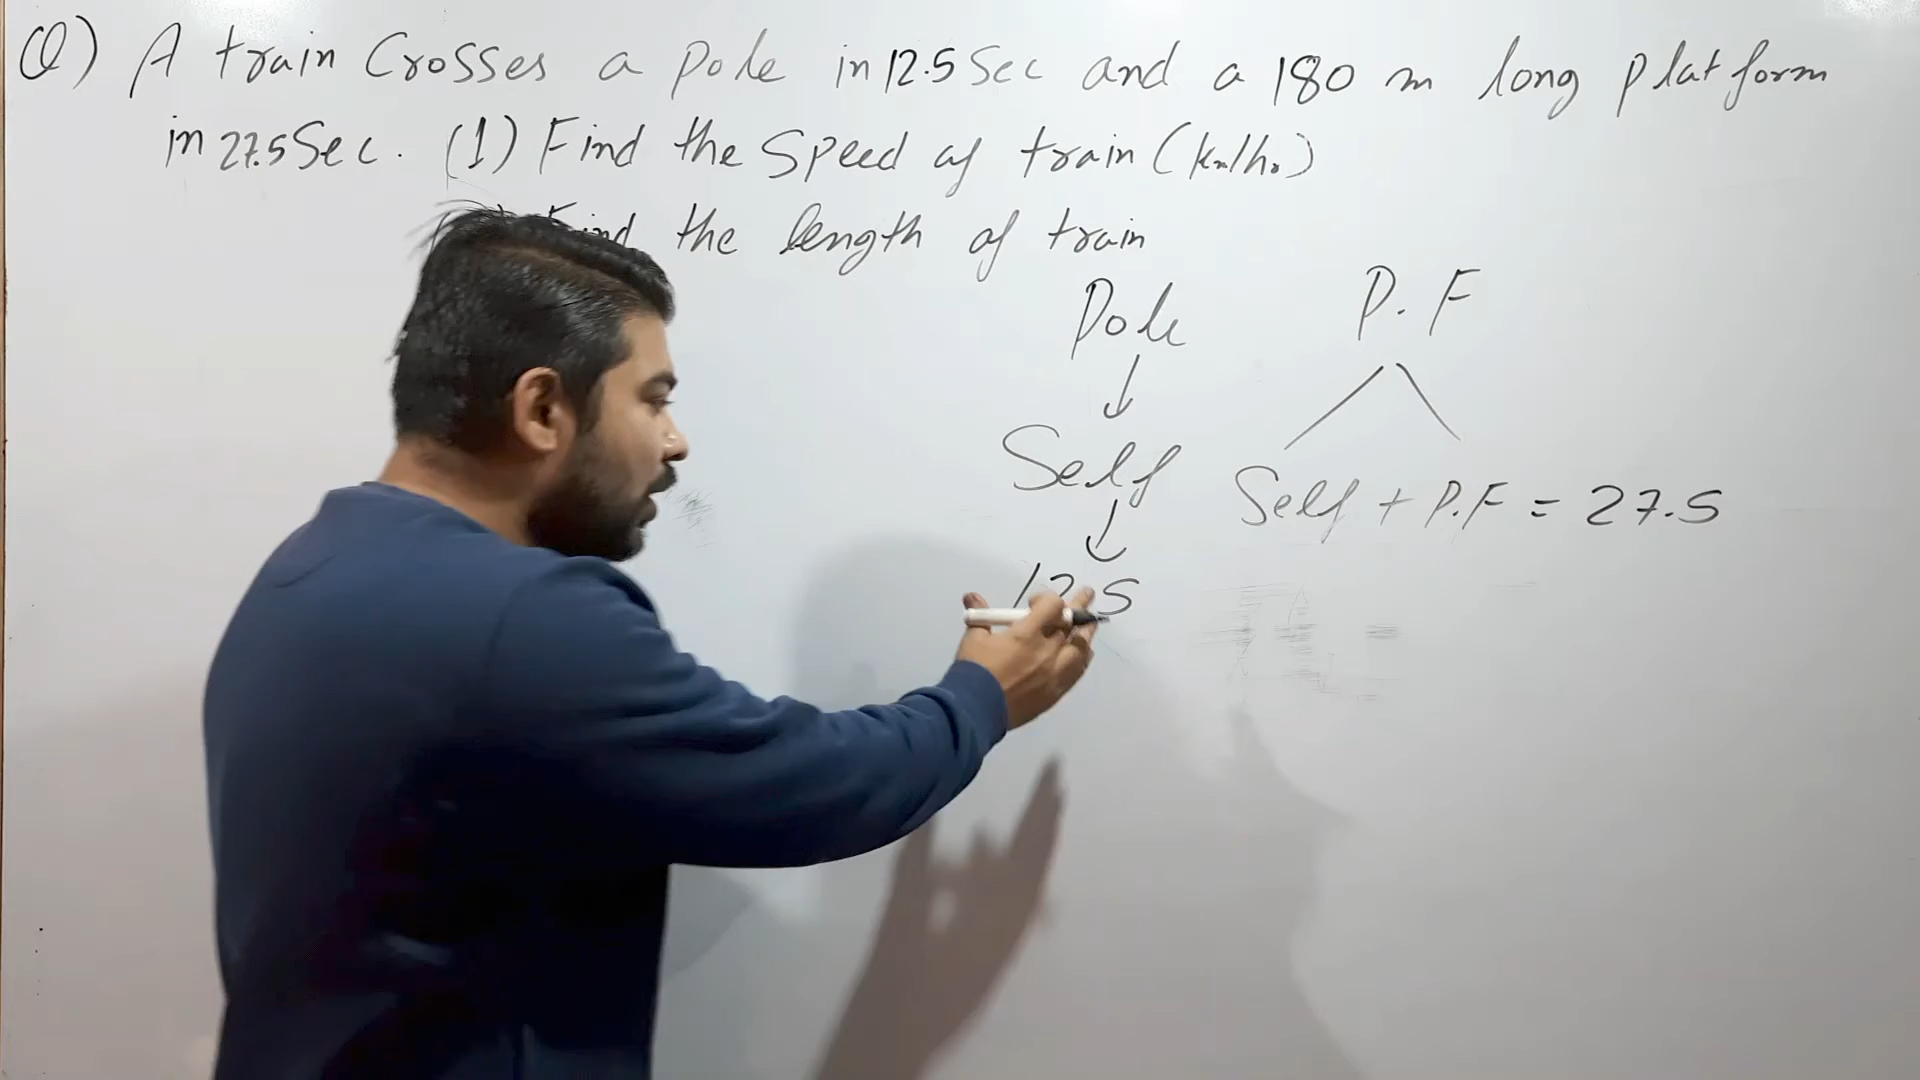 Q) A train Crosses a pole in 12.5 Sec and a 180 m long platform
in 27.5 Sec. (1) Find the Speed of train (km/hr)
Find the length of train
Pole P.F
Self Self + P.F = 27.5
12.5